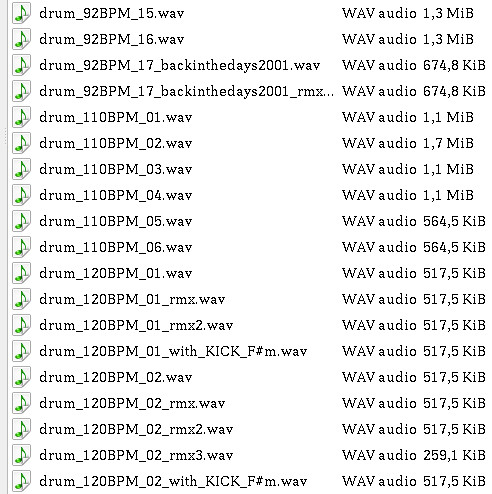 drum_92BPM_15.wav WAV audio 1,3 MiB
drum_92BPM_16.wav WAV audio 1,3 MiB
drum_92BPM_17_backinthedays2001.wav WAV audio 674,8 KiB
drum_92BPM_17_backinthedays2001_rmx... WAV audio 674,8 KiB
drum_110BPM_01.wav WAV audio 1,1 MiB
drum_110BPM_02.wav WAV audio 1,7 MiB
drum_110BPM_03.wav WAV audio 1,1 MiB
drum_110BPM_04.wav WAV audio 1,1 MiB
drum_110BPM_05.wav WAV audio 564,5 KiB
drum_110BPM_06.wav WAV audio 564,5 KiB
drum_120BPM_01.wav WAV audio 517,5 KiB
drum_120BPM_01_rmx.wav WAV audio 517,5 KiB
drum_120BPM_01_rmx2.wav WAV audio 517,5 KiB
drum_120BPM_01_with_KICK_F#m.wav WAV audio 517,5 KiB
drum_120BPM_02.wav WAV audio 517,5 KiB
drum_120BPM_02_rmx.wav WAV audio 517,5 KiB
drum_120BPM_02_rmx2.wav WAV audio 517,5 KiB
drum_120BPM_02_rmx3.wav WAV audio 259,1 KiB
drum_120BPM_02_with_KICK_F#m.wav WAV audio 517,5 KiB